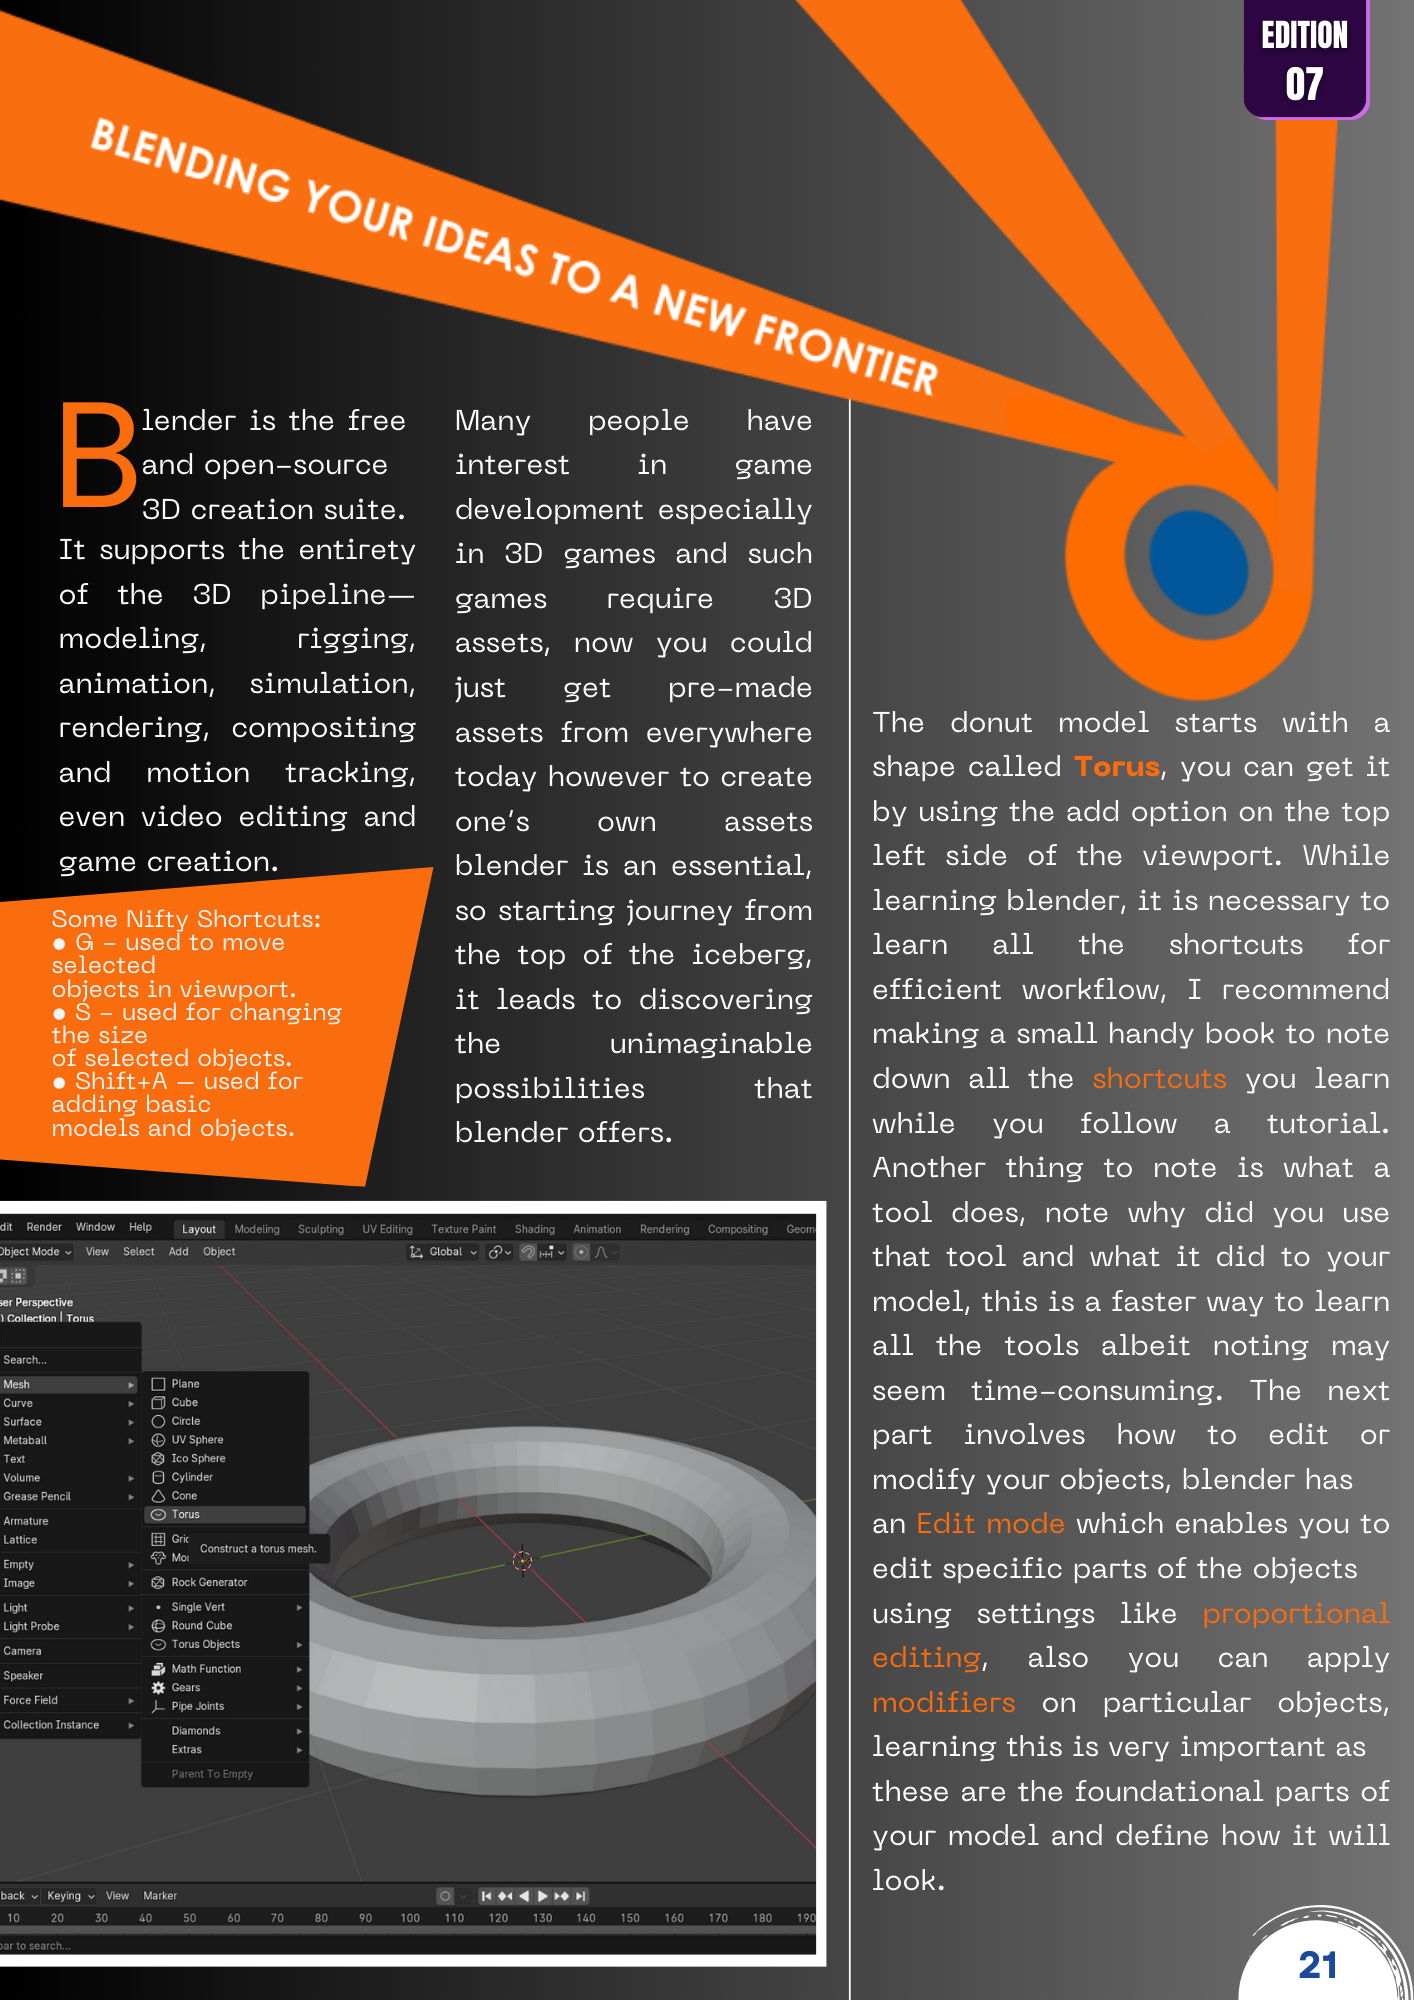 EDITION
07
BLENDING YOUR IDEAS TO A NEW FRONTIER
Blender is the free
and open-source
3D creation suite.
It supports the entirety
of the 3D pipeline—
modeling, rigging,
animation, simulation,
rendering, compositing
and motion tracking,
even video editing and
game creation.
Some Nifty Shortcuts:
● G - used to move
selected
objects in viewport.
● S - used for changing
the size
of selected objects.
● Shift+A — used for
adding basic
models and objects.
Many people have
interest in game
development especially
in 3D games and such
games require 3D
assets, now you could
just get pre-made
assets from everywhere
today however to create
one's own assets
blender is an essential,
so starting journey from
the top of the iceberg,
it leads to discovering
the unimaginable
possibilities that
blender offers.
The donut model starts with a
shape called Torus, you can get it
by using the add option on the top
left side of the viewport. While
learning blender, it is necessary to
learn all the shortcuts for
efficient workflow, I recommend
making a small handy book to note
down all the shortcuts you learn
while you follow a tutorial.
Another thing to note is what a
tool does, note why did you use
that tool and what it did to your
model, this is a faster way to learn
all the tools albeit noting may
seem time-consuming. The next
part involves how to edit or
modify your objects, blender has
an Edit mode which enables you to
edit specific parts of the objects
using settings like proportional
editing, also you can apply
modifiers on particular objects,
learning this is very important as
these are the foundational parts of
your model and define how it will
look.
dit Render Window Help Layout Modeling Sculpting UV Editing Texture Paint Shading Animation Rendering Compositing Geom
Object Mode View Select Add Object Global
ser Perspective
) Collection | Torus
Search...
Mesh
Curve
Surface
Metaball
Text
Volume
Grease Pencil
Armature
Lattice
Empty
Image
Light
Light Probe
Camera
Speaker
Force Field
Collection Instance
Plane
Cube
Circle
UV Sphere
Ico Sphere
Cylinder
Cone
Torus
Gric
Mor
Construct a torus mesh.
Rock Generator
Single Vert
Round Cube
Torus Objects
Math Function
Gears
Pipe Joints
Diamonds
Extras
Parent To Empty
back Keying View Marker
10 20 30 40 50 60 70 80 90 100 110 120 130 140 150 160 170 180 190
bar to search...
21